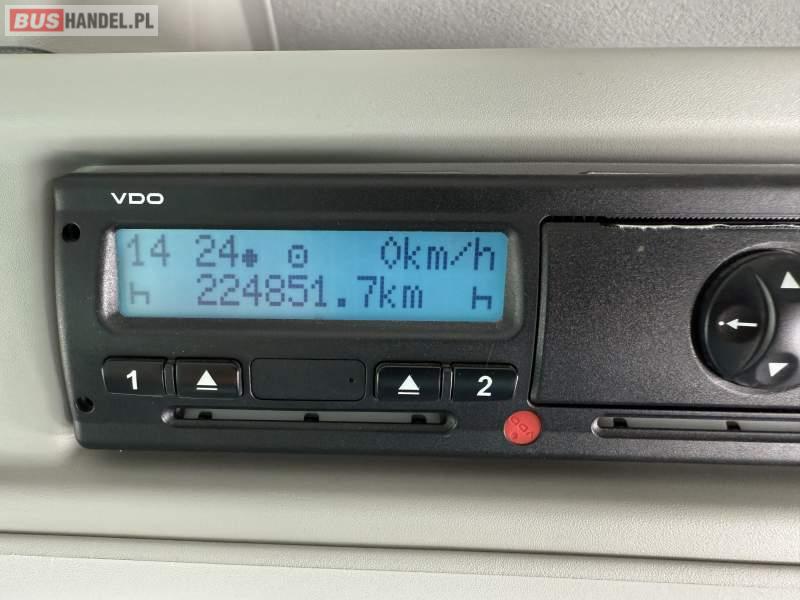 BUSHANDEL.PL
VDO
14 24 0km/h
224851.7km
1 2